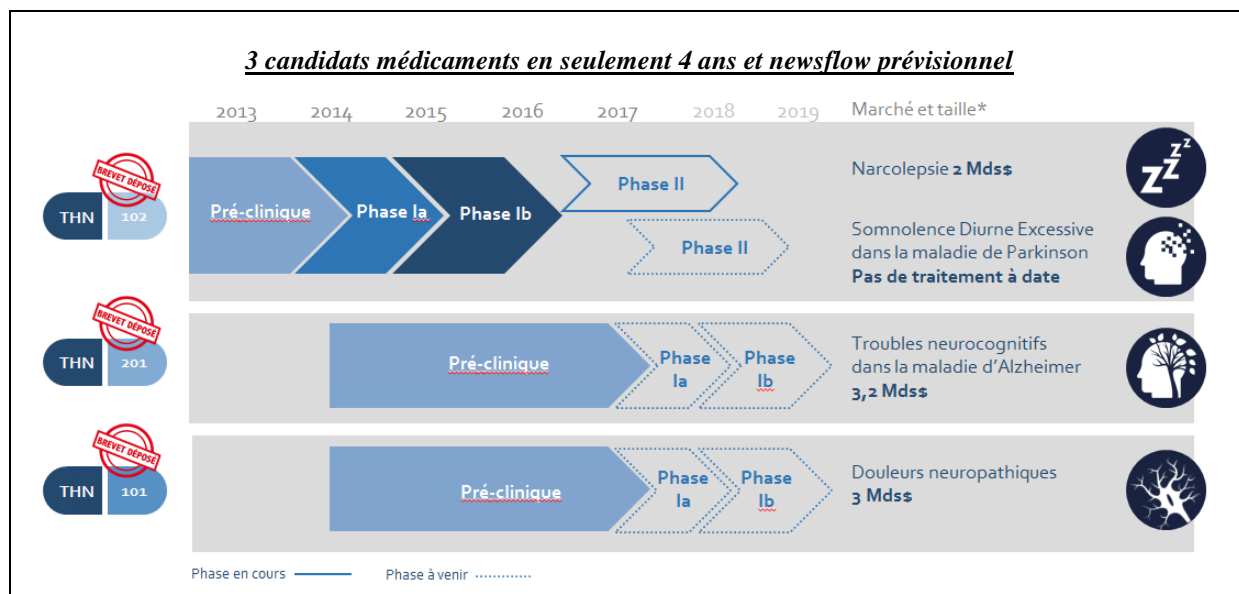 3 candidats médicaments en seulement 4 ans et newsflow prévisionnel
2013 2014 2015 2016 2017 2018 2019 Marché et taille*
BREVET DÉPOSÉ
THN 102
Pré-clinique
Phase Ia
Phase Ib
Phase II
Phase II
Narcolepsie 2 Mds$
Somnolence Diurne Excessive
dans la maladie de Parkinson
Pas de traitement à date
zzZz
BREVET DÉPOSÉ
THN 201
Pré-clinique
Phase
Ia
Phase
Ib
Troubles neurocognitifs
dans la maladie d’Alzheimer
3,2 Mds$
BREVET DÉPOSÉ
THN 101
Pré-clinique
Phase
Ia
Phase
Ib
Douleurs neuropathiques
3 Mds$
Phase en cours
Phase à venir